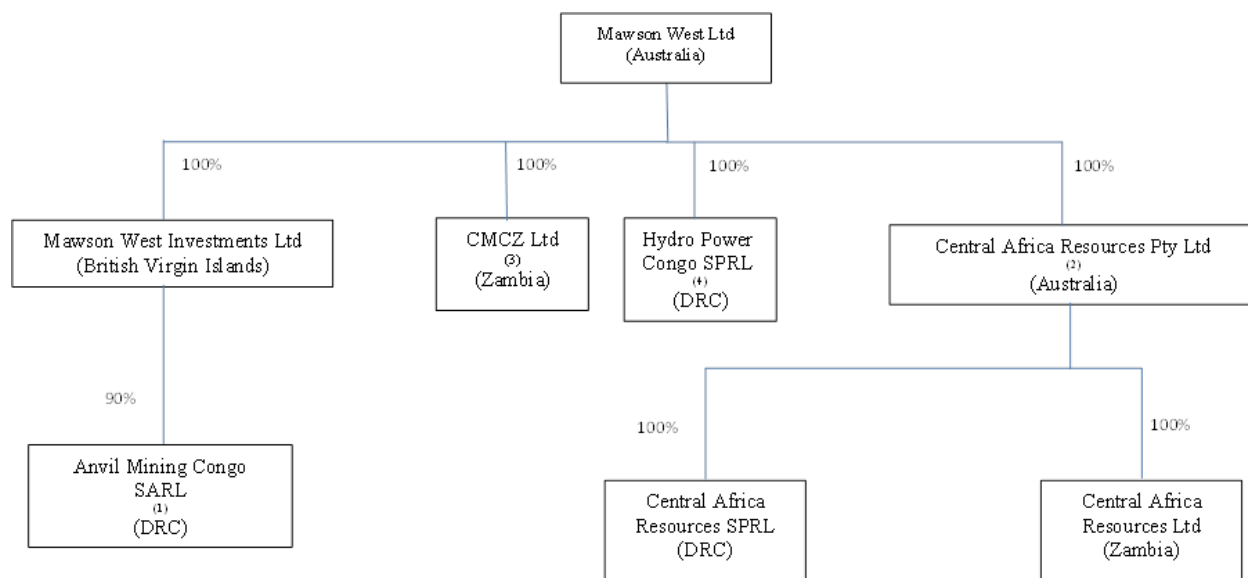 Mawson West Ltd
(Australia)
100%
100%
100%
100%
Mawson West Investments Ltd
(British Virgin Islands)
CMCZ Ltd
(3)
(Zambia)
Hydro Power
Congo SPRL
(4)
(DRC)
Central Africa Resources Pty Ltd
(2)
(Australia)
90%
100%
100%
Anvil Mining Congo
SARL
(1)
(DRC)
Central Africa
Resources SPRL
(DRC)
Central Africa
Resources Ltd
(Zambia)